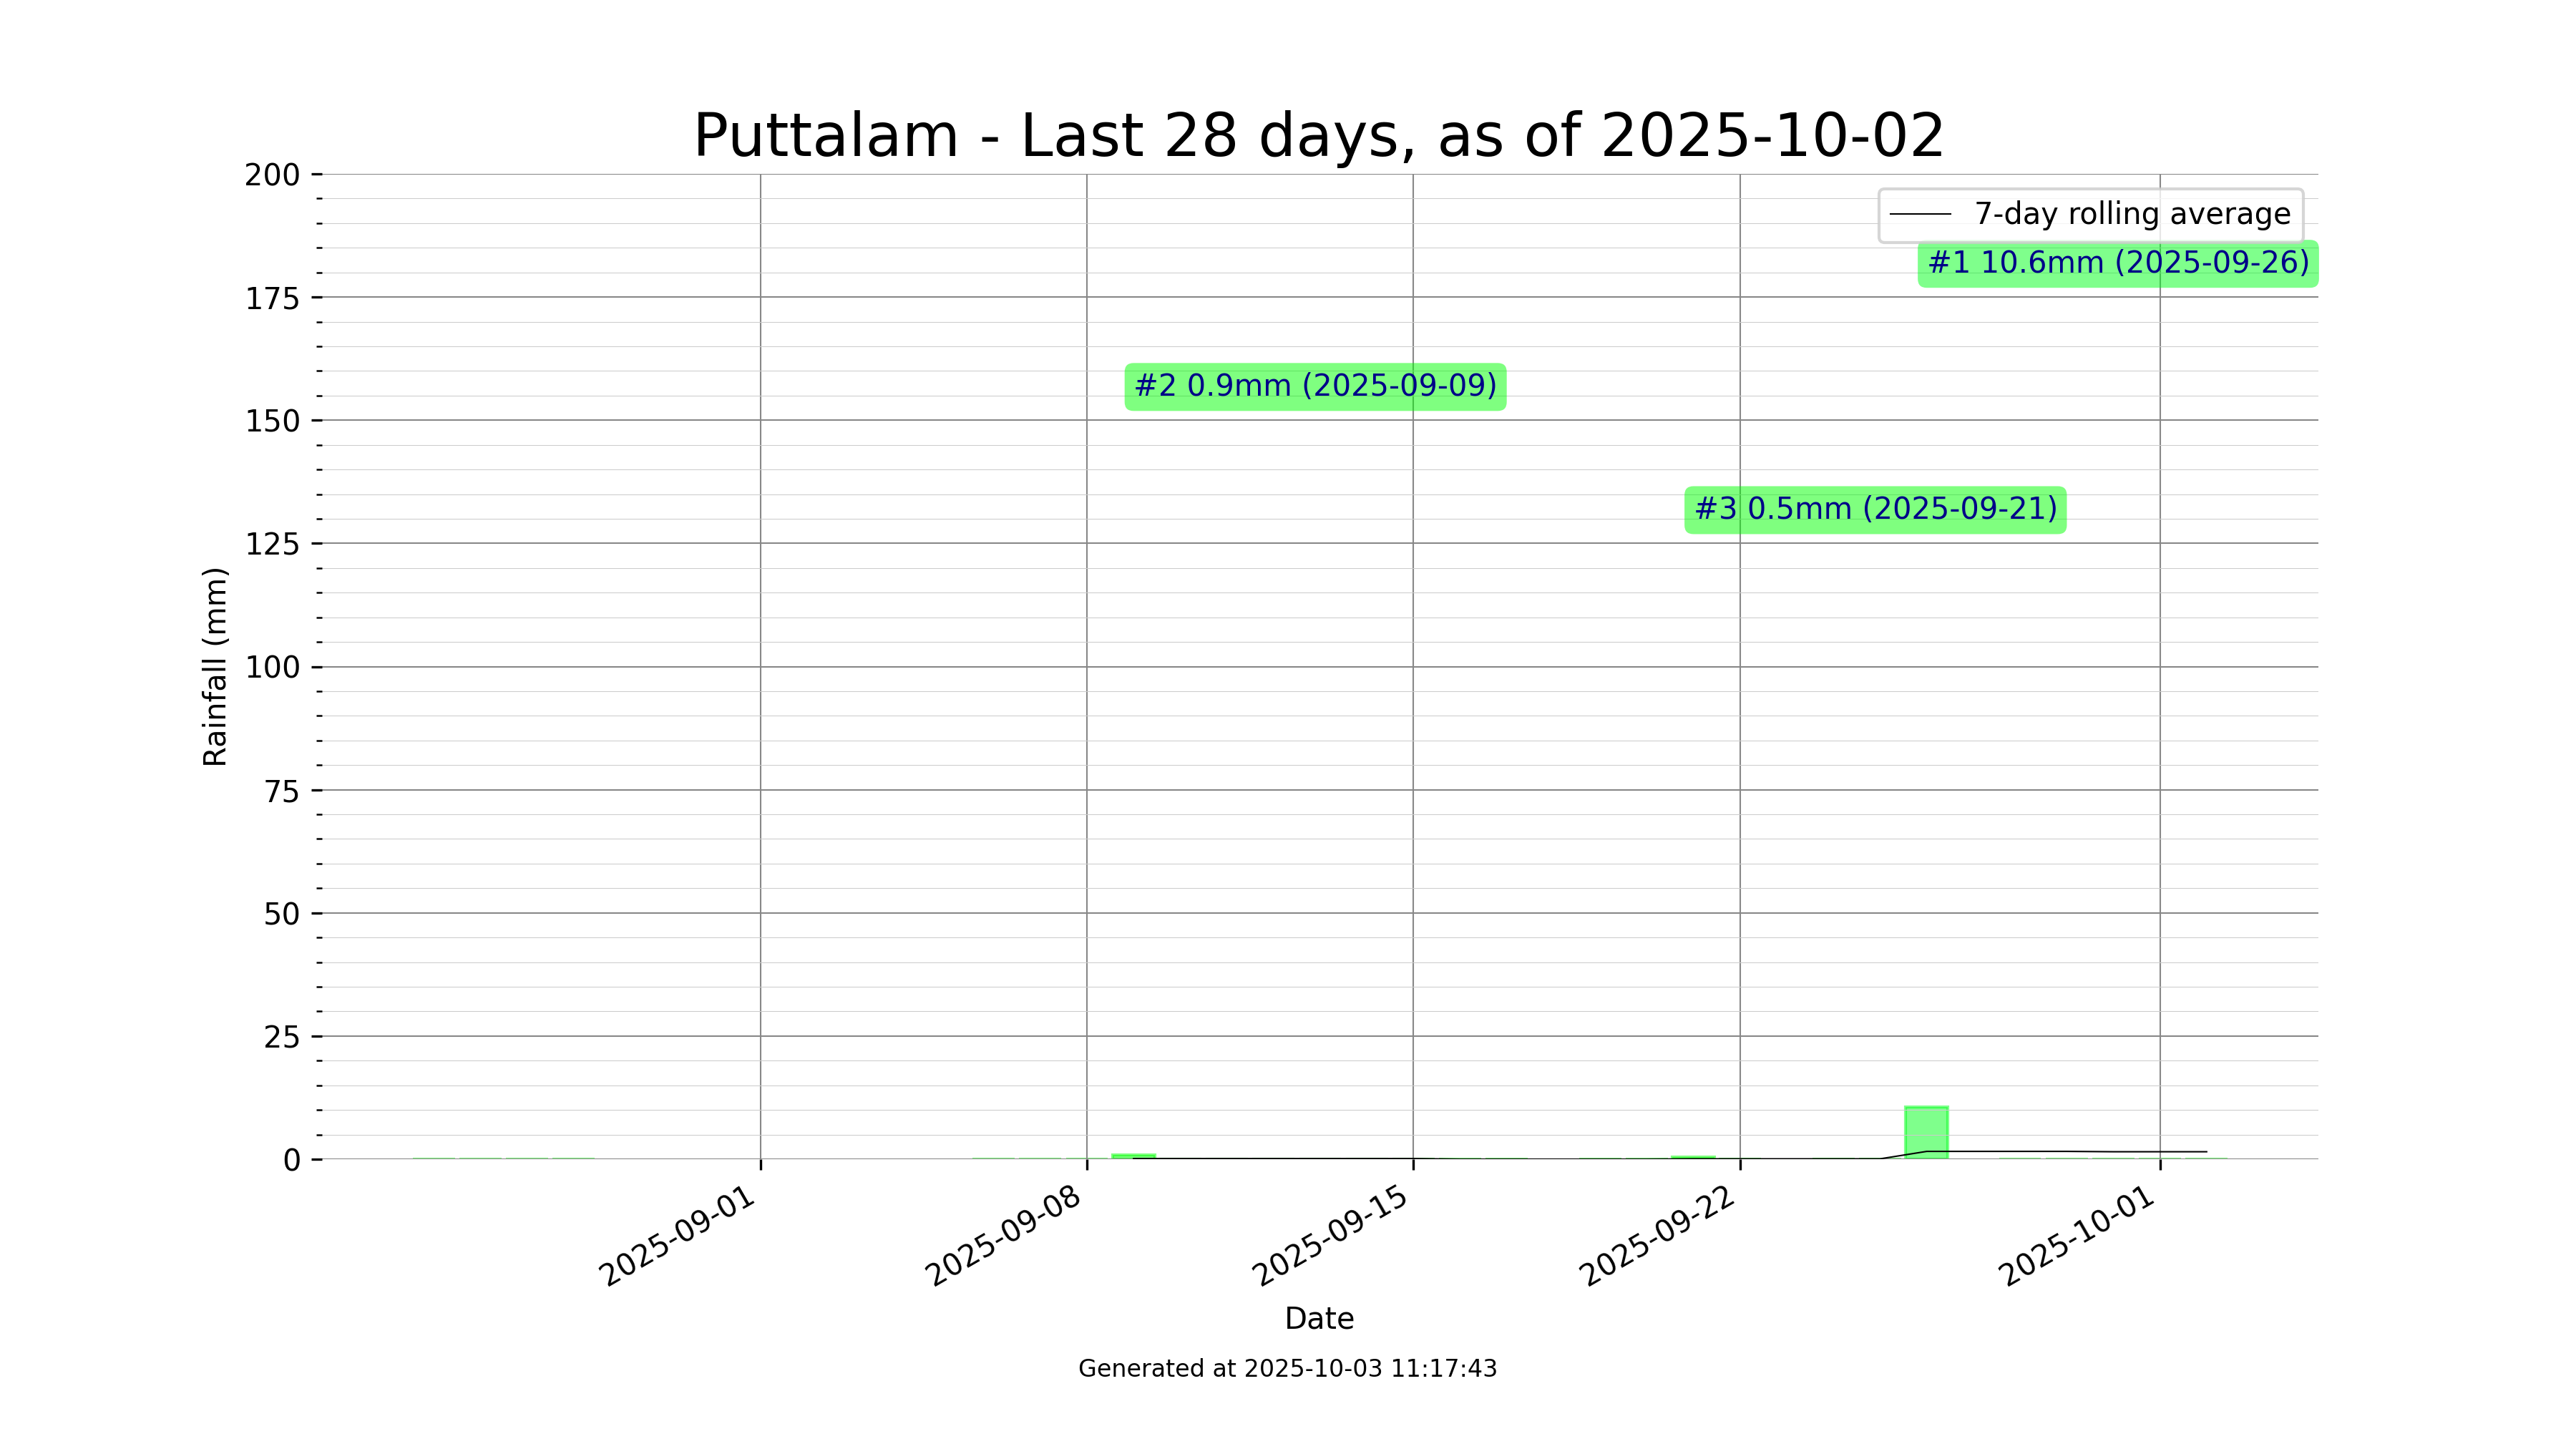 Puttalam - Last 28 days, as of 2025-10-02
7-day rolling average
#1 10.6mm (2025-09-26)
#2 0.9mm (2025-09-09)
#3 0.5mm (2025-09-21)
Rainfall (mm)
200
175
150
125
100
75
50
25
0
2025-09-01
2025-09-08
2025-09-15
2025-09-22
2025-10-01
Date
Generated at 2025-10-03 11:17:43